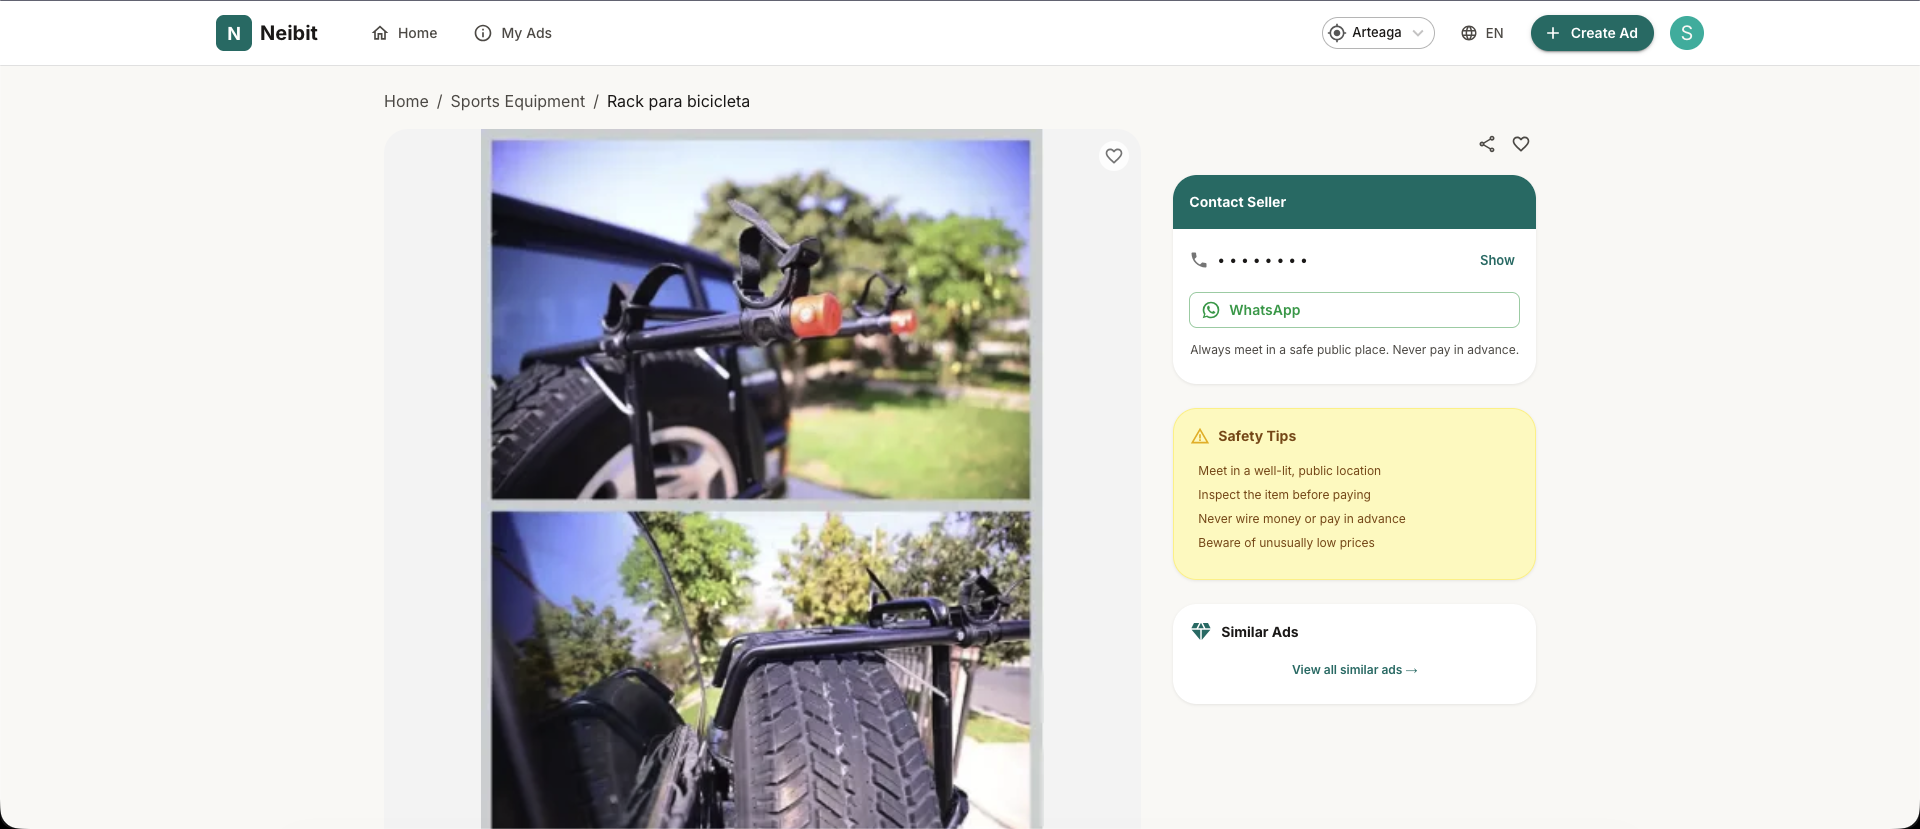 N Neibit
Home
My Ads
Arteaga
EN
+ Create Ad
S
Home / Sports Equipment / Rack para bicicleta
Contact Seller
• • • • • • • •
Show
WhatsApp
Always meet in a safe public place. Never pay in advance.
Safety Tips
Meet in a well-lit, public location
Inspect the item before paying
Never wire money or pay in advance
Beware of unusually low prices
Similar Ads
View all similar ads →